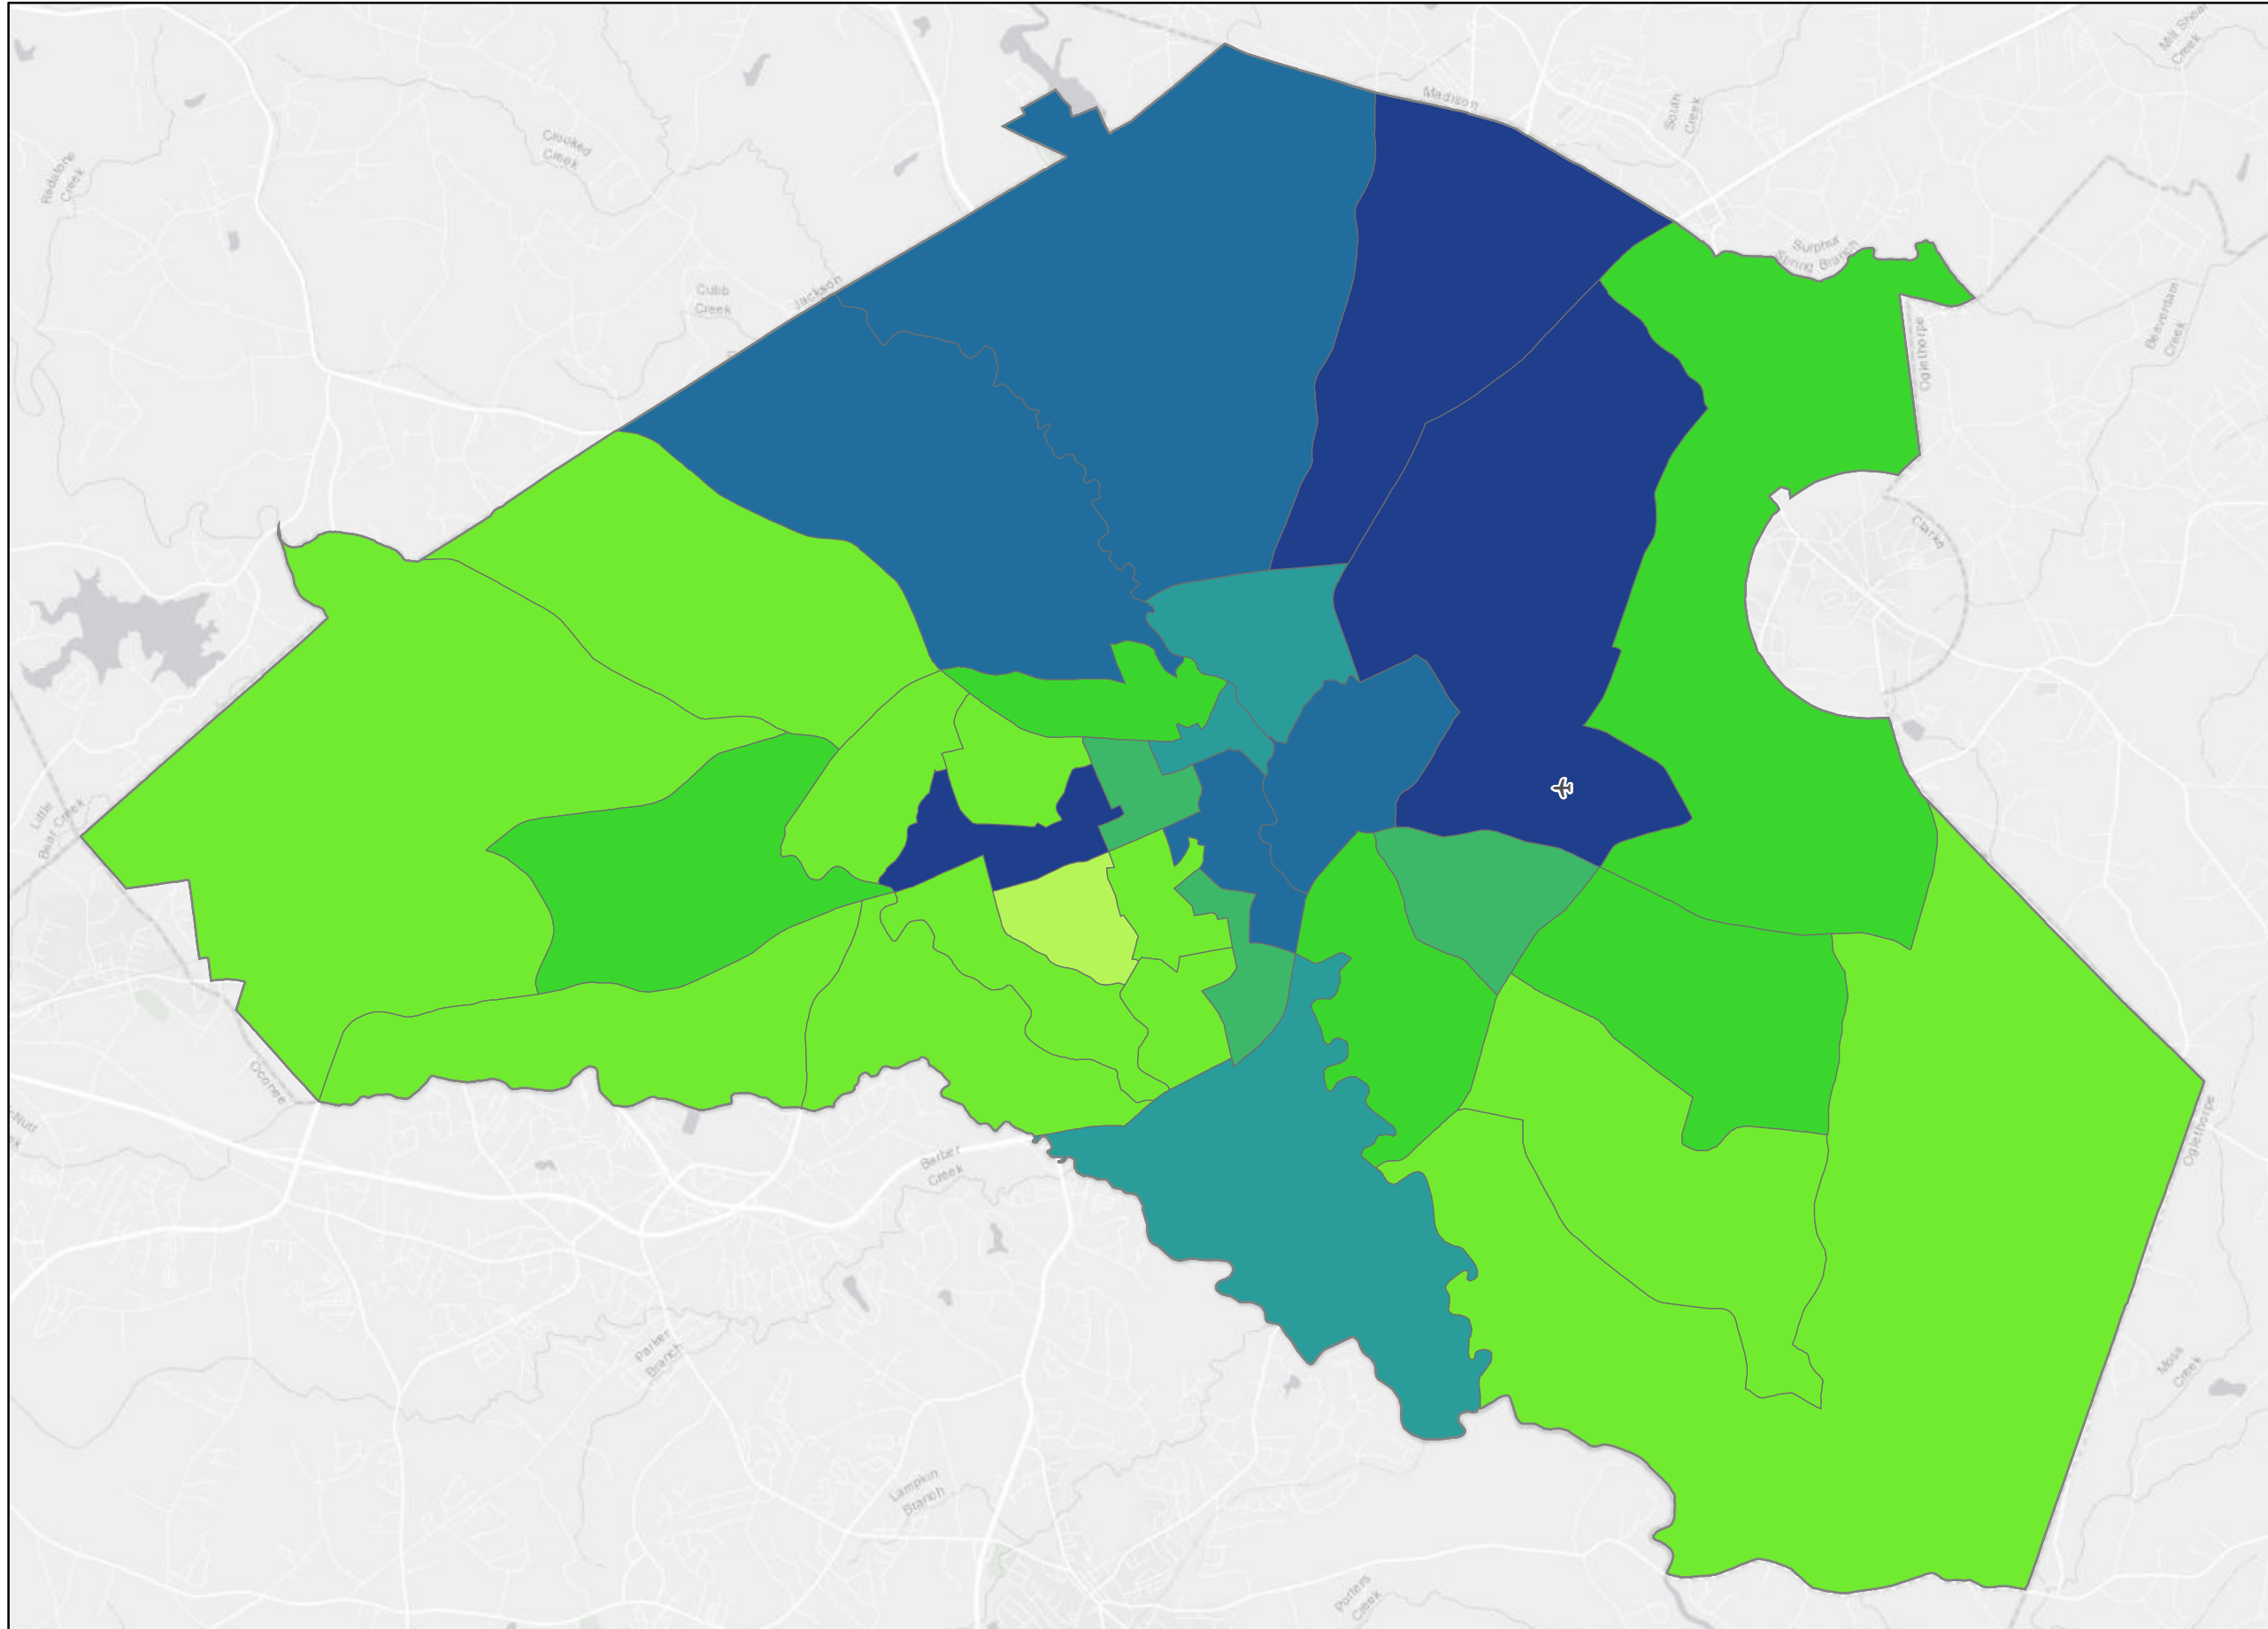 Mill Shoal
Creek
Madison
South
Creek
Crooked
Creek
Redstone
Creek
Sulphur
Spring Branch
Jackson
Cubb
Creek
Beaverdam
Creek
Oglethorpe
Clarke
Little
Bear Creek
Oconee
Barber
Creek
Oglethorpe
Parker
Branch
Moss
Creek
Lampkin
Branch
Porters
Creek